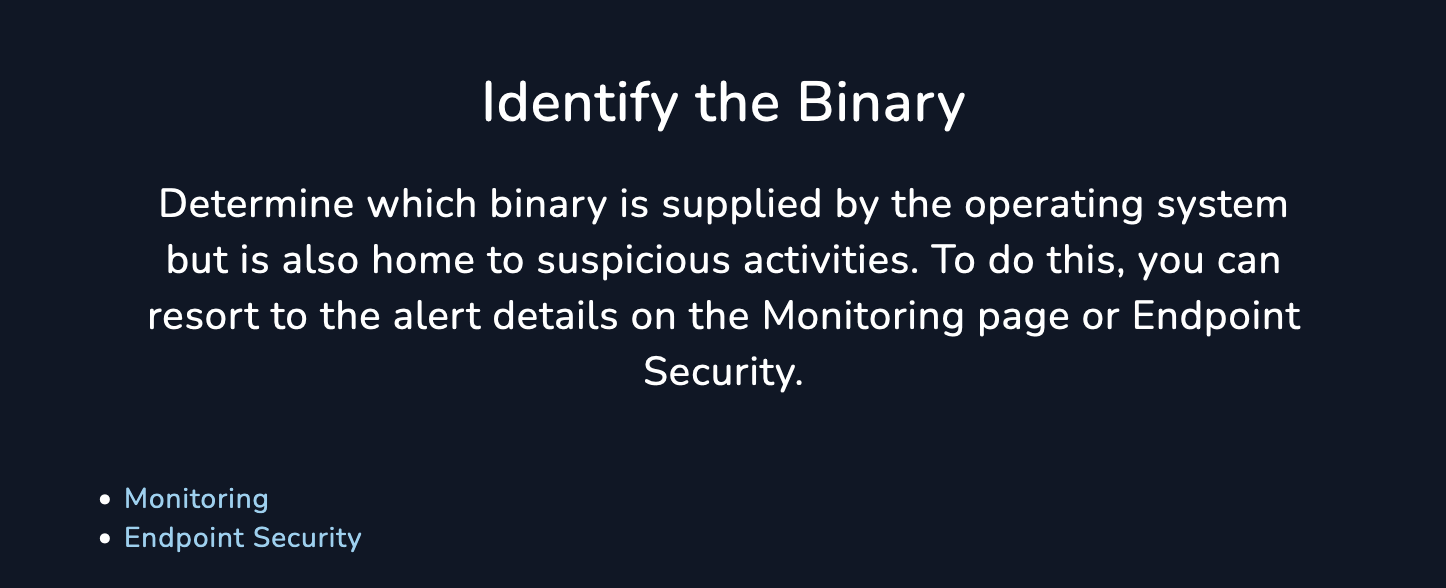 Identify the Binary
Determine which binary is supplied by the operating system
but is also home to suspicious activities. To do this, you can
resort to the alert details on the Monitoring page or Endpoint
Security.
• Monitoring
• Endpoint Security